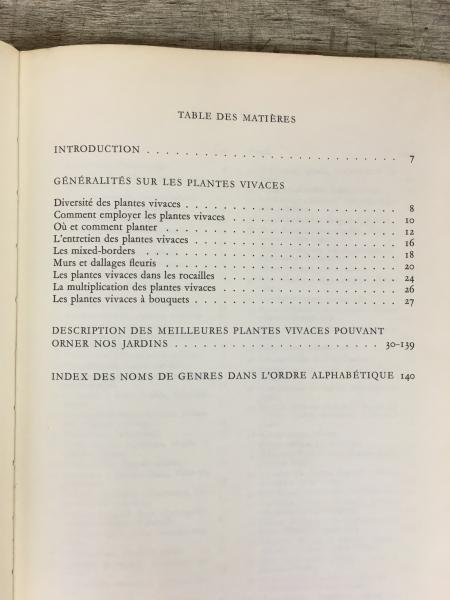 TABLE DES MATIÈRES
INTRODUCTION . . . . . . . . . . . . . . . . . . . . . . . . 7
GÉNÉRALITÉS SUR LES PLANTES VIVACES
Diversité des plantes vivaces . . . . . . . . . . . . . . . . . . . 8
Comment employer les plantes vivaces . . . . . . . . . . . . . . . 10
Où et comment planter . . . . . . . . . . . . . . . . . . . . . 12
L'entretien des plantes vivaces . . . . . . . . . . . . . . . . . . 16
Les mixed-borders . . . . . . . . . . . . . . . . . . . . . . 18
Murs et dallages fleuris . . . . . . . . . . . . . . . . . . . . . 20
Les plantes vivaces dans les rocailles . . . . . . . . . . . . . . . . 24
La multiplication des plantes vivaces . . . . . . . . . . . . . . . . 26
Les plantes vivaces à bouquets . . . . . . . . . . . . . . . . . . 27
DESCRIPTION DES MEILLEURES PLANTES VIVACES POUVANT
ORNER NOS JARDINS . . . . . . . . . . . . . . . . . . . 30-139
INDEX DES NOMS DE GENRES DANS L'ORDRE ALPHABÉTIQUE 140